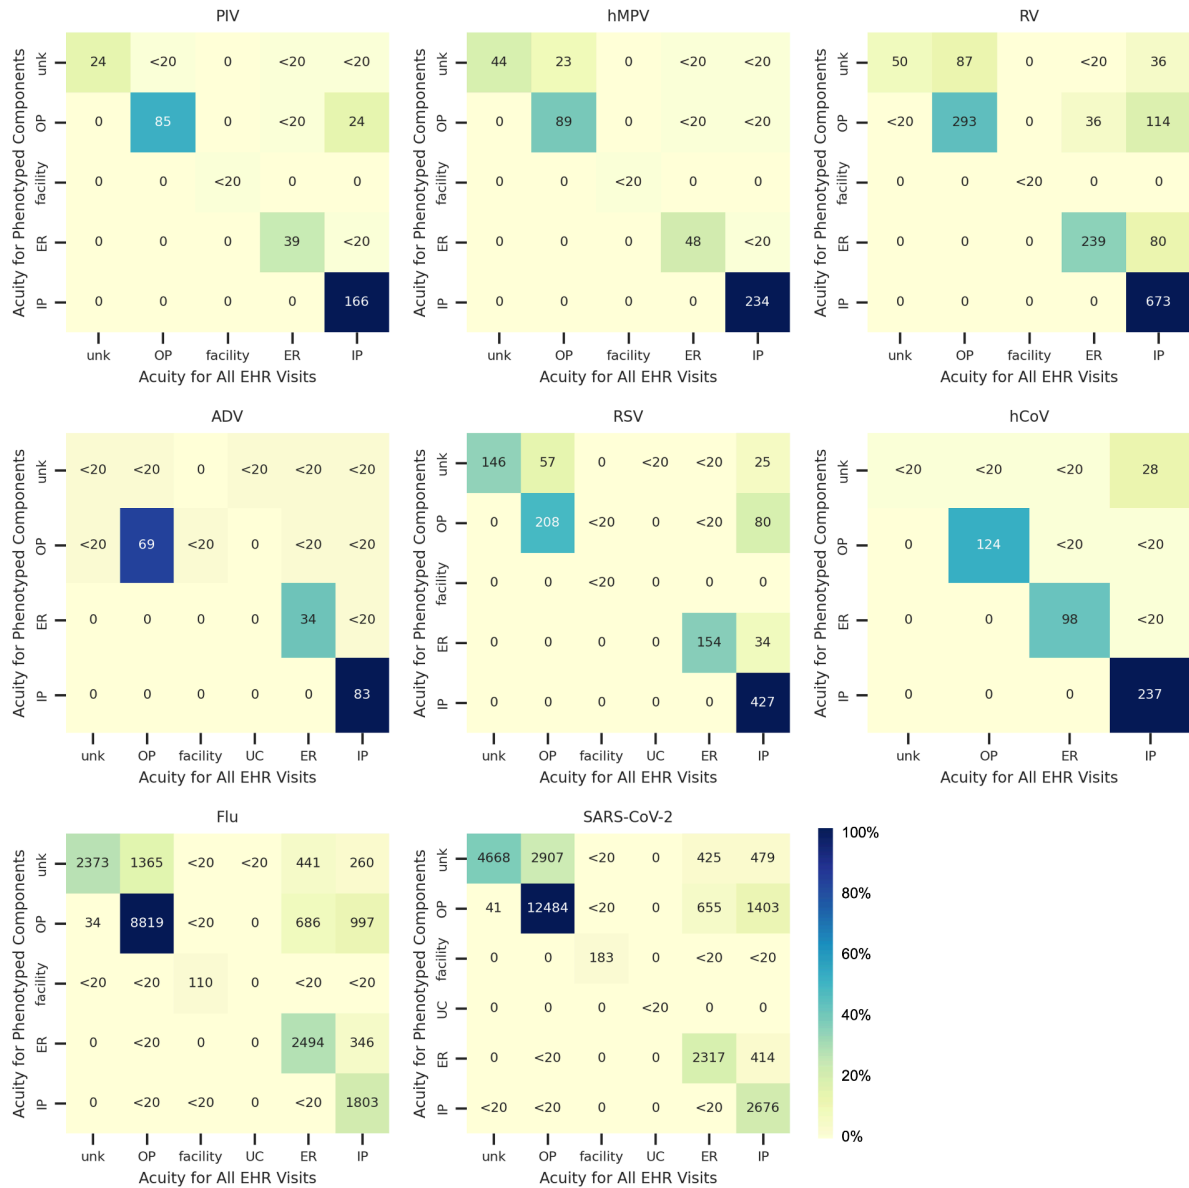 PIV
Acuity for Phenotyped Components
unk 24 <20 0 <20 <20
OP 0 85 0 <20 24
facility 0 0 <20 0 0
ER 0 0 0 39 <20
IP 0 0 0 0 166
unk OP facility ER IP
Acuity for All EHR Visits
hMPV
Acuity for Phenotyped Components
unk 44 23 0 <20 <20
OP 0 89 0 <20 <20
facility 0 0 <20 0 0
ER 0 0 0 48 <20
IP 0 0 0 0 234
unk OP facility ER IP
Acuity for All EHR Visits
RV
Acuity for Phenotyped Components
unk 50 87 0 <20 36
OP <20 293 0 36 114
facility 0 0 <20 0 0
ER 0 0 0 239 80
IP 0 0 0 0 673
unk OP facility ER IP
Acuity for All EHR Visits
ADV
Acuity for Phenotyped Components
unk <20 <20 0 <20 <20 <20
OP <20 69 <20 0 <20 <20
ER 0 0 0 0 34 <20
IP 0 0 0 0 0 83
unk OP facility UC ER IP
Acuity for All EHR Visits
RSV
Acuity for Phenotyped Components
unk 146 57 0 <20 <20 25
OP 0 208 <20 0 <20 80
facility 0 0 <20 0 0 0
ER 0 0 0 0 154 34
IP 0 0 0 0 0 427
unk OP facility UC ER IP
Acuity for All EHR Visits
hCoV
Acuity for Phenotyped Components
unk <20 <20 <20 28
OP 0 124 <20 <20
ER 0 0 98 <20
IP 0 0 0 237
unk OP ER IP
Acuity for All EHR Visits
Flu
Acuity for Phenotyped Components
unk 2373 1365 <20 <20 441 260
OP 34 8819 <20 0 686 997
facility <20 <20 110 0 <20 <20
ER 0 <20 0 0 2494 346
IP 0 <20 <20 0 <20 1803
unk OP facility UC ER IP
Acuity for All EHR Visits
SARS-CoV-2
Acuity for Phenotyped Components
unk 4668 2907 <20 0 425 479
OP 41 12484 <20 0 655 1403
facility 0 0 183 0 <20 <20
UC 0 0 0 <20 0 0
ER 0 <20 0 0 2317 414
IP <20 <20 0 0 <20 2676
unk OP facility UC ER IP
Acuity for All EHR Visits
100%
80%
60%
40%
20%
0%